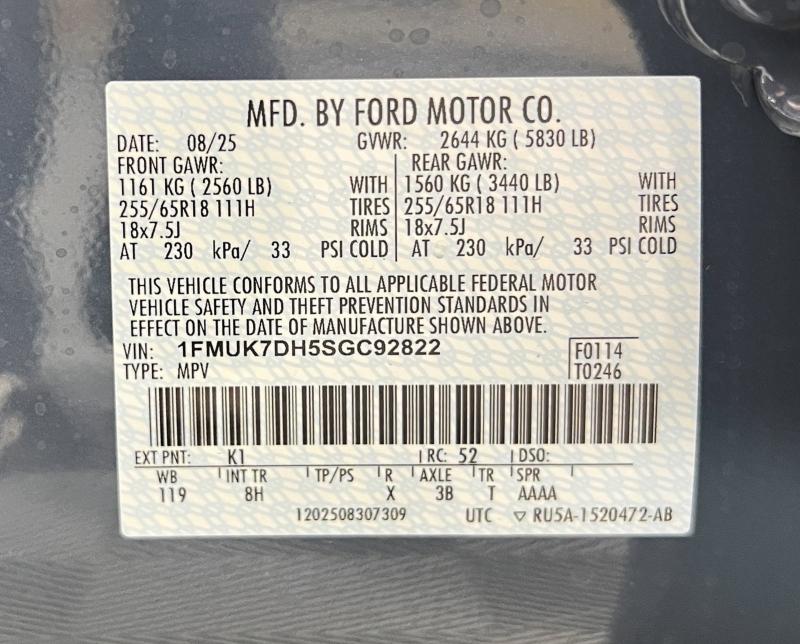 MFD. BY FORD MOTOR CO.
DATE: 08/25 GVWR: 2644 KG ( 5830 LB)
FRONT GAWR: REAR GAWR:
1161 KG ( 2560 LB) WITH 1560 KG ( 3440 LB) WITH
255/65R18 111H TIRES 255/65R18 111H TIRES
18x7.5J RIMS 18x7.5J RIMS
AT 230 kPa/ 33 PSI COLD AT 230 kPa/ 33 PSI COLD
THIS VEHICLE CONFORMS TO ALL APPLICABLE FEDERAL MOTOR
VEHICLE SAFETY AND THEFT PREVENTION STANDARDS IN
EFFECT ON THE DATE OF MANUFACTURE SHOWN ABOVE.
VIN: 1FMUK7DH5SGC92822 F0114
TYPE: MPV T0246
EXT PNT: K1 RC: 52 DSO:
WB INT TR TP/PS R AXLE TR SPR
119 8H X 3B T AAAA
1202508307309 UTC ▽ RU5A-1520472-AB